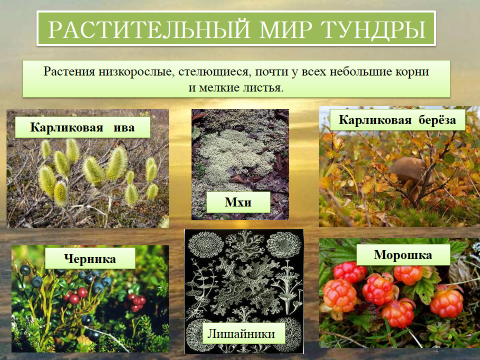 РАСТИТЕЛЬНЫЙ МИР ТУНДРЫ
Растения низкорослые, стелющиеся, почти у всех небольшие корни
и мелкие листья.
Карликовая ива
Мхи
Карликовая берёза
Черника
Лишайники
Морошка